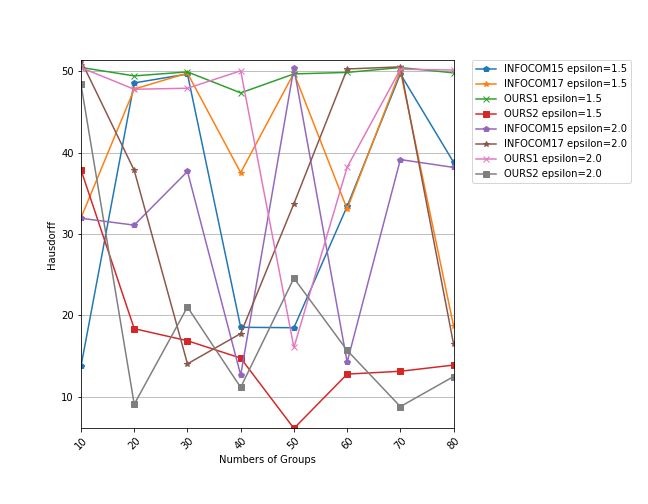 50
40
30
20
10
Hausdorff
10 20 30 40 50 60 70 80
Numbers of Groups
INFOCOM15 epsilon=1.5
INFOCOM17 epsilon=1.5
OURS1 epsilon=1.5
OURS2 epsilon=1.5
INFOCOM15 epsilon=2.0
INFOCOM17 epsilon=2.0
OURS1 epsilon=2.0
OURS2 epsilon=2.0